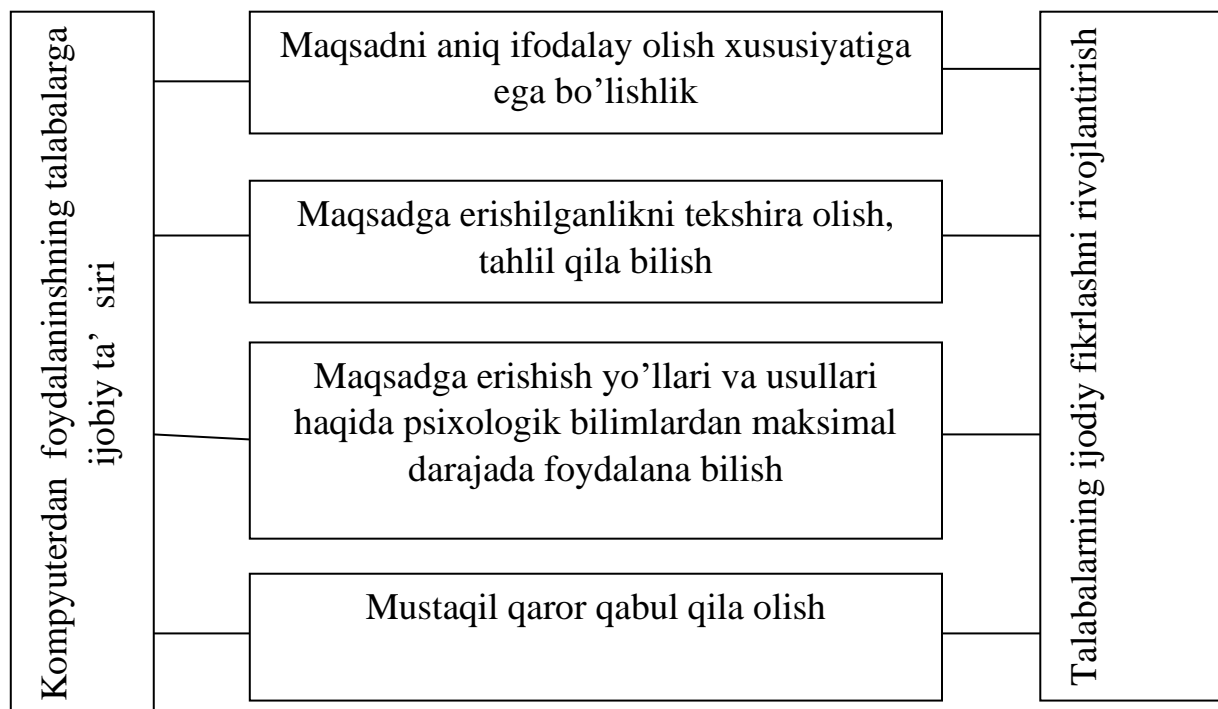 Kompyuterdan foydalaninshning talabalarga
ijobiy ta’ siri
Maqsadni aniq ifodalay olish xususiyatiga
ega bo’lishlik
Maqsadga erishilganlikni tekshira olish,
tahlil qila bilish
Maqsadga erishish yo’llari va usullari
haqida psixologik bilimlardan maksimal
darajada foydalana bilish
Mustaqil qaror qabul qila olish
Talabalarning ijodiy fikrlashni rivojlantirish